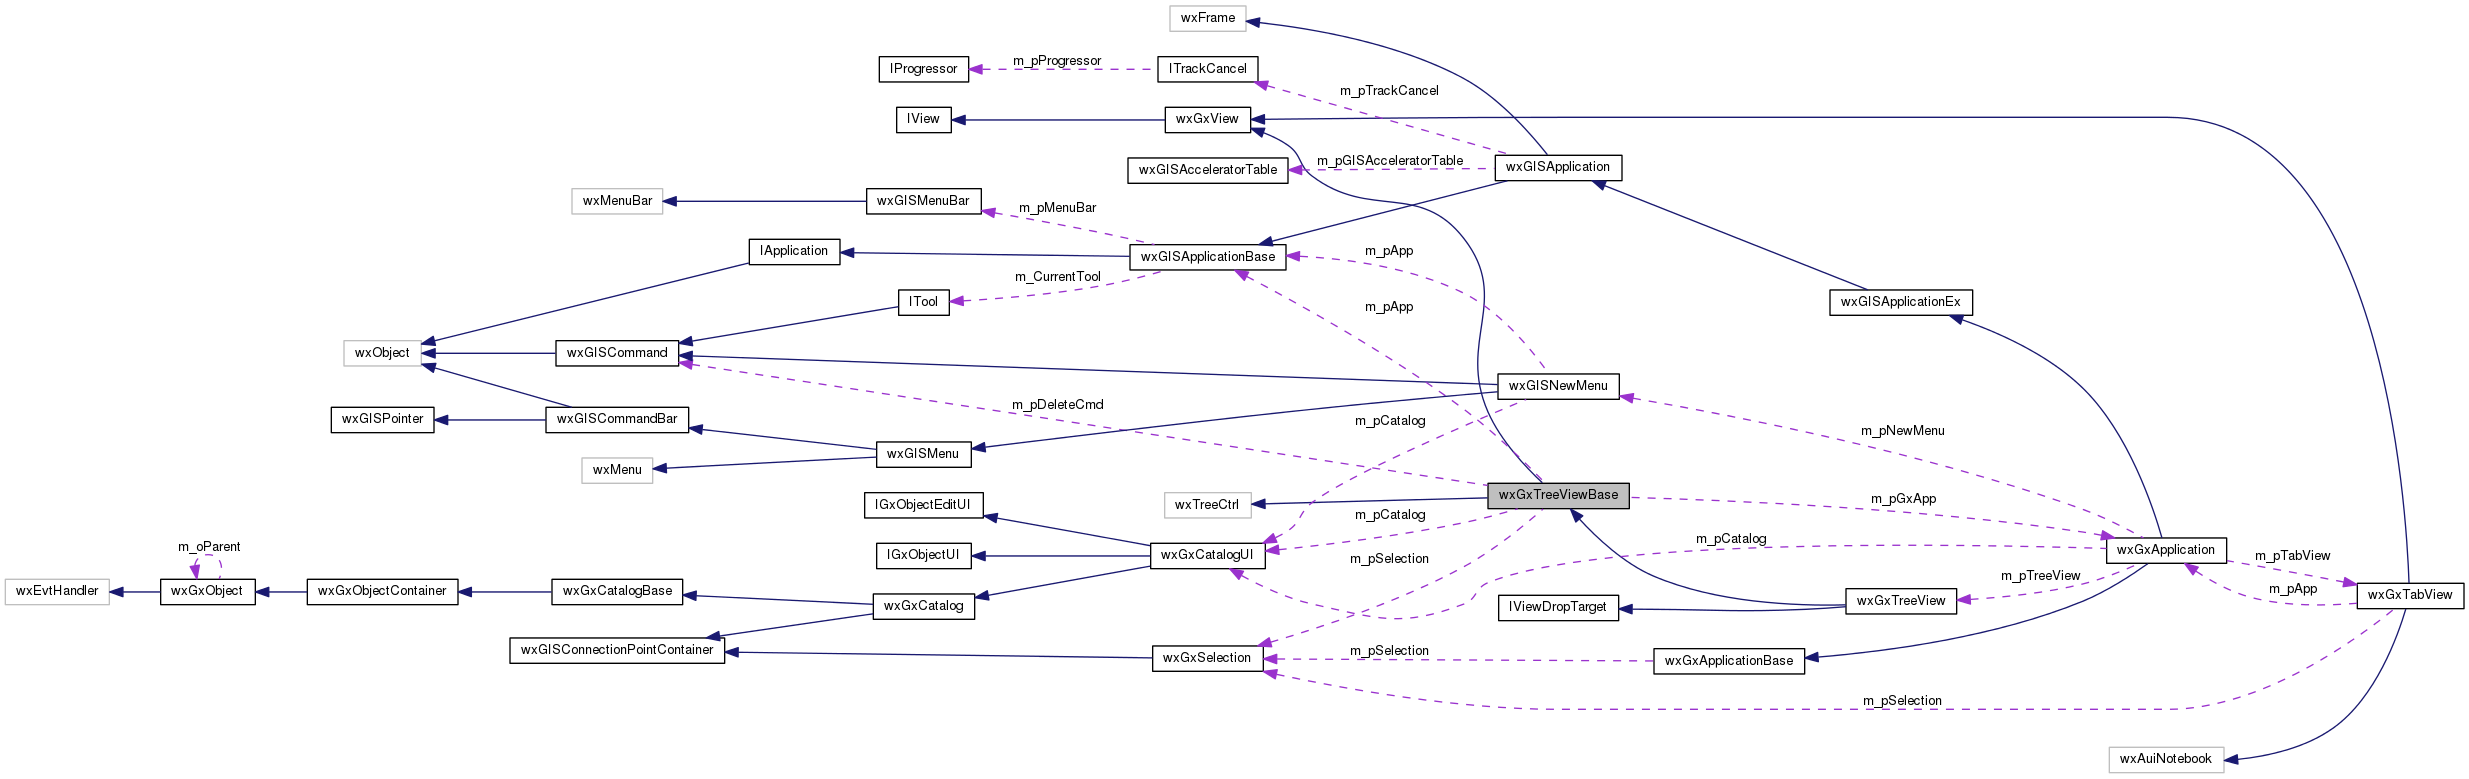 wxFrame
IProgressor
m_pProgressor
ITrackCancel
m_pTrackCancel
IView
wxGxView
wxGISAcceleratorTable
m_pGISAcceleratorTable
wxGISApplication
wxMenuBar
wxGISMenuBar
m_pMenuBar
IApplication
wxGISApplicationBase
m_pApp
m_CurrentTool
ITool
m_pApp
wxGISApplicationEx
wxObject
wxGISCommand
wxGISNewMenu
wxGISPointer
wxGISCommandBar
m_pDeleteCmd
m_pCatalog
m_pNewMenu
wxMenu
wxGISMenu
IGxObjectEditUI
wxTreeCtrl
wxGxTreeViewBase
m_pGxApp
m_pCatalog
m_oParent
IGxObjectUI
wxGxCatalogUI
m_pSelection
m_pCatalog
wxGxApplication
m_pTabView
m_pTreeView
m_pApp
wxEvtHandler
wxGxObject
wxGxObjectContainer
wxGxCatalogBase
wxGxCatalog
IViewDropTarget
wxGxTreeView
wxGxTabView
wxGISConnectionPointContainer
wxGxSelection
m_pSelection
wxGxApplicationBase
m_pSelection
wxAuiNotebook